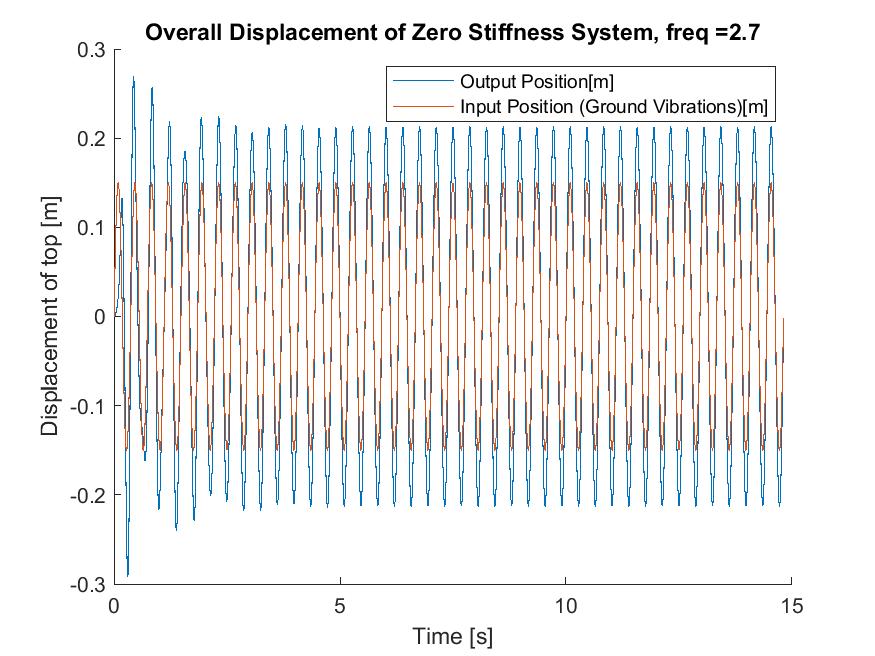 Overall Displacement of Zero Stiffness System, freq =2.7
Output Position[m]
Input Position (Ground Vibrations)[m]
Displacement of top [m]
0.3
0.2
0.1
0
-0.1
-0.2
-0.3
0
5
10
15
Time [s]